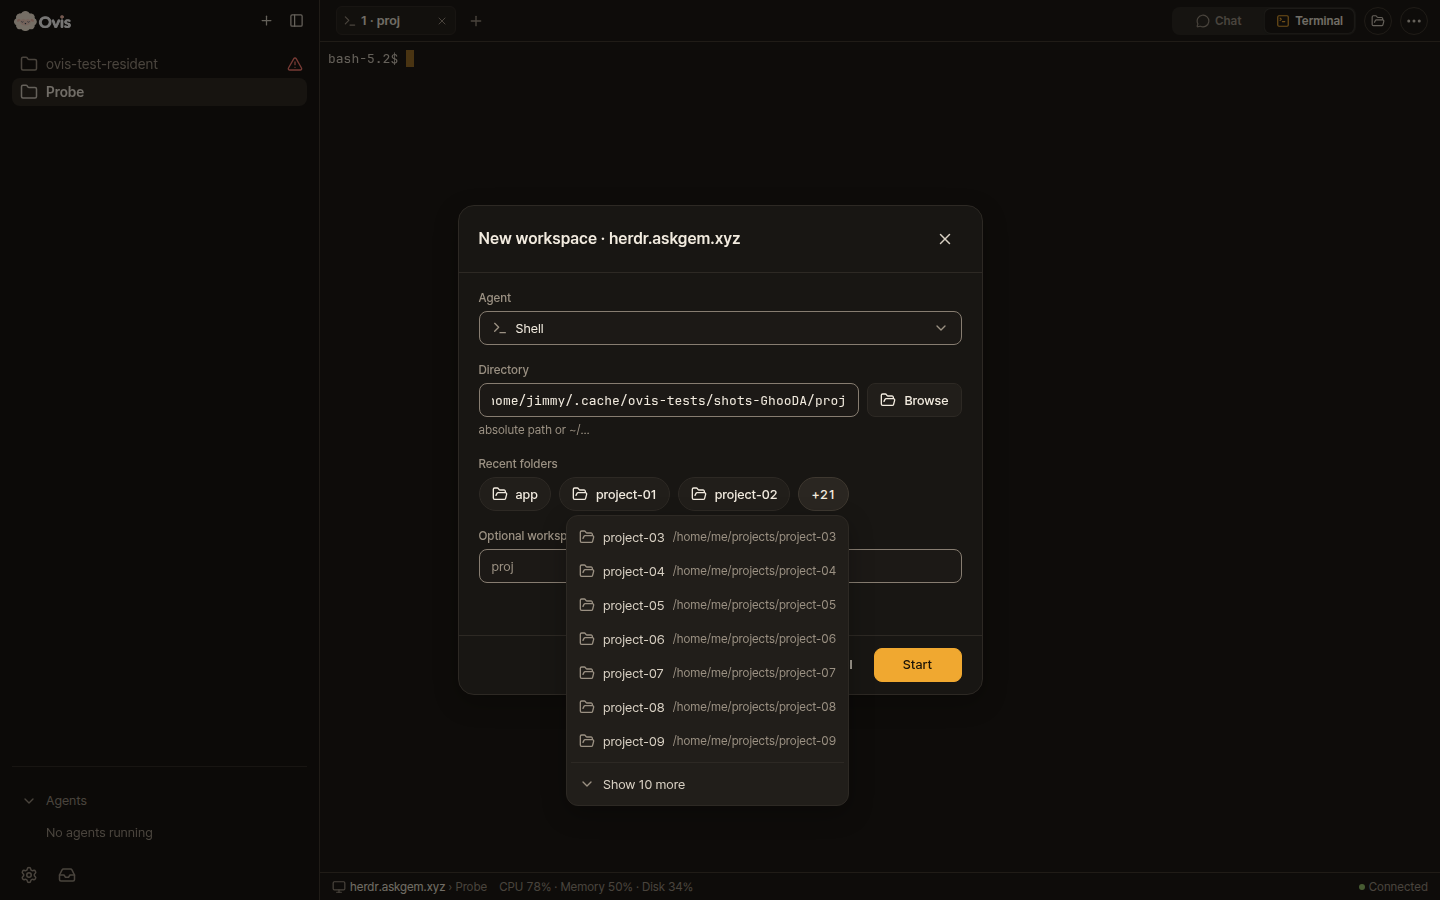 Ovis
1 · proj
Chat
Terminal
ovis-test-resident
Probe
bash-5.2$
New workspace · herdr.askgem.xyz
Agent
Shell
Directory
ome/jimmy/.cache/ovis-tests/shots-GhooDA/proj
Browse
absolute path or ~/...
Recent folders
app
project-01
project-02
+21
Optional worksp
proj
project-03 /home/me/projects/project-03
project-04 /home/me/projects/project-04
project-05 /home/me/projects/project-05
project-06 /home/me/projects/project-06
project-07 /home/me/projects/project-07
project-08 /home/me/projects/project-08
project-09 /home/me/projects/project-09
Show 10 more
Start
Agents
No agents running
herdr.askgem.xyz › Probe CPU 78% · Memory 50% · Disk 34%
Connected